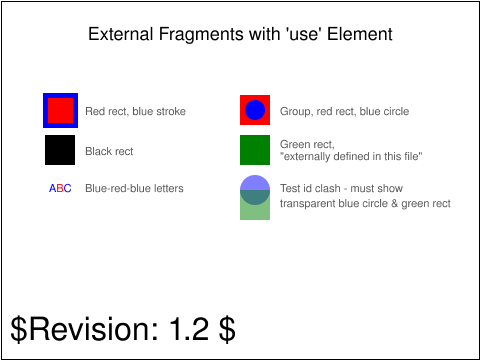 External Fragments with 'use' Element
Red rect, blue stroke
Group, red rect, blue circle
Black rect
Green rect,
"externally defined in this file"
ABC
Blue-red-blue letters
Test id clash - must show
transparent blue circle & green rect
$Revision: 1.2 $